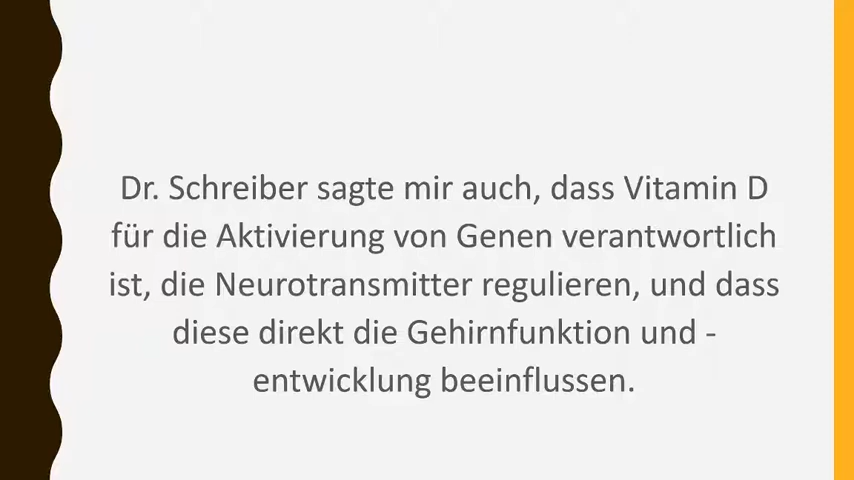 Dr. Schreiber sagte mir auch, dass Vitamin D
für die Aktivierung von Genen verantwortlich
ist, die Neurotransmitter regulieren, und dass
diese direkt die Gehirnfunktion und -
entwicklung beeinflussen.